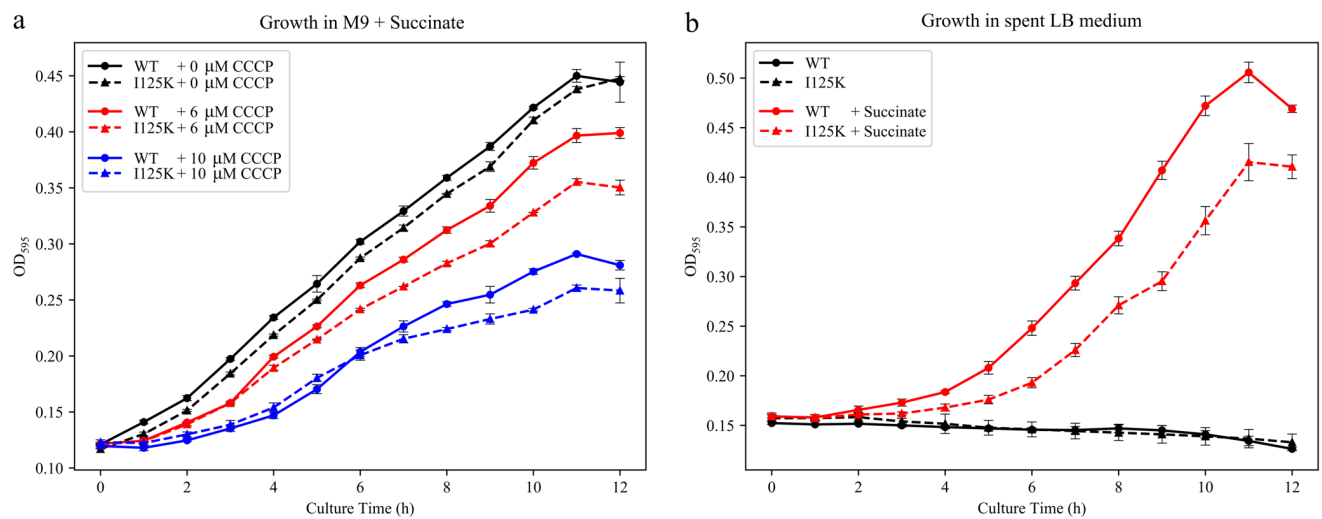 a
Growth in M9 + Succinate
WT + 0 μM CCCP
I125K + 0 μM CCCP
WT + 6 μM CCCP
I125K + 6 μM CCCP
WT + 10 μM CCCP
I125K + 10 μM CCCP
0.45
0.40
0.35
0.30
0.25
0.20
0.15
0.10
OD595
0 2 4 6 8 10 12
Culture Time (h)
b
Growth in spent LB medium
WT
I125K
WT + Succinate
I125K + Succinate
0.50
0.45
0.40
0.35
0.30
0.25
0.20
0.15
OD595
0 2 4 6 8 10 12
Culture Time (h)